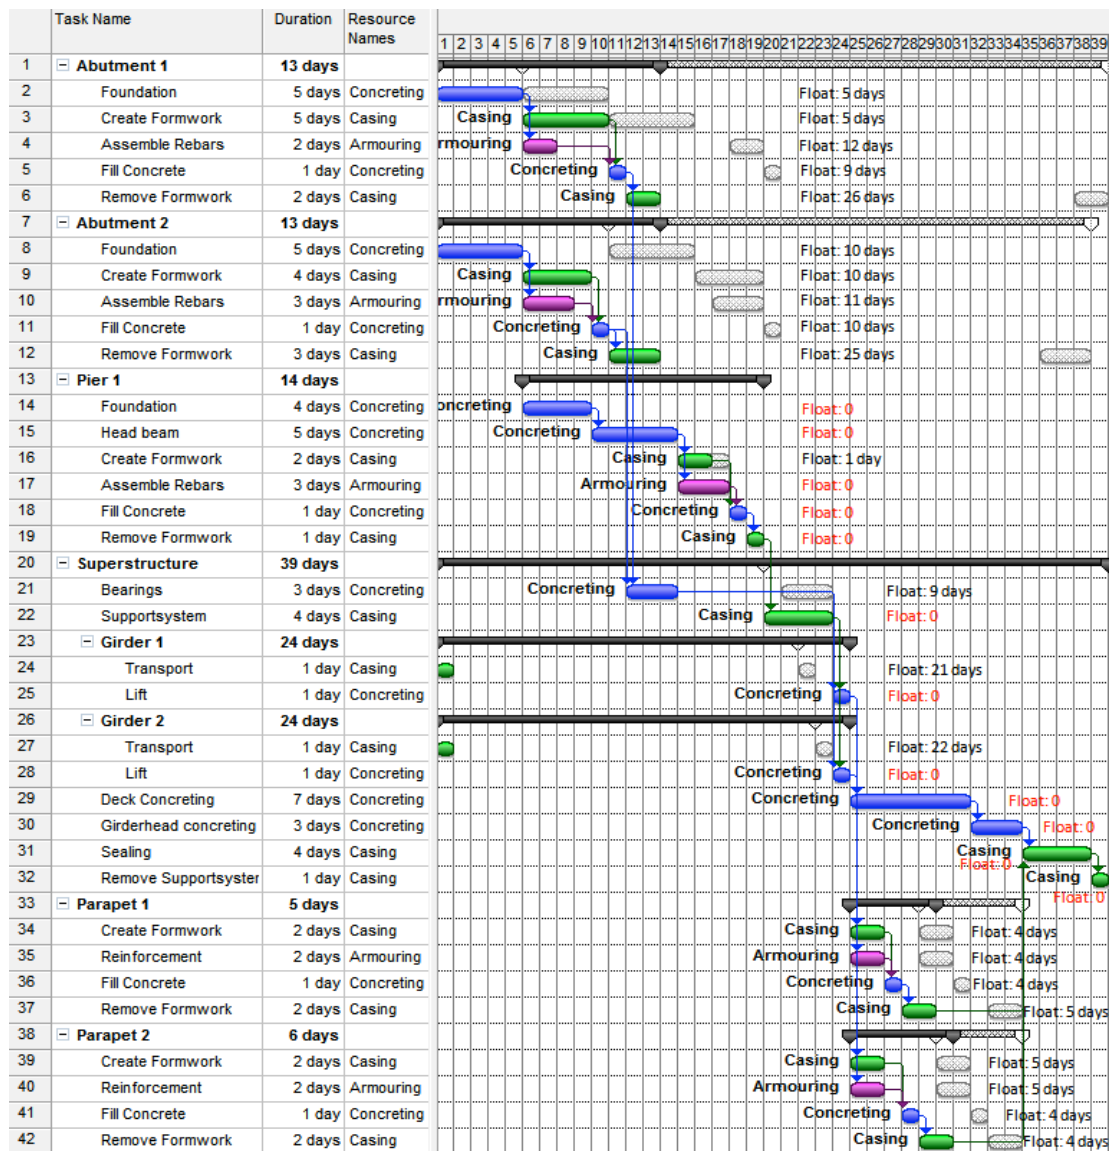 Task Name Duration Resource Names
1 2 3 4 5 6 7 8 9 10 11 12 13 14 15 16 17 18 19 20 21 22 23 24 25 26 27 28 29 30 31 32 33 34 35 36 37 38 39
1 Abutment 1 13 days
2 Foundation 5 days Concreting Float: 5 days
3 Create Formwork 5 days Casing Casing Float: 5 days
4 Assemble Rebars 2 days Armouring rmouring Float: 12 days
5 Fill Concrete 1 day Concreting Concreting Float: 9 days
6 Remove Formwork 2 days Casing Casing Float: 26 days
7 Abutment 2 13 days
8 Foundation 5 days Concreting Float: 10 days
9 Create Formwork 4 days Casing Casing Float: 10 days
10 Assemble Rebars 3 days Armouring rmouring Float: 11 days
11 Fill Concrete 1 day Concreting Concreting Float: 10 days
12 Remove Formwork 3 days Casing Casing Float: 25 days
13 Pier 1 14 days
14 Foundation 4 days Concreting oncreting Float: 0
15 Head beam 5 days Concreting Concreting Float: 0
16 Create Formwork 2 days Casing Casing Float: 1 day
17 Assemble Rebars 3 days Armouring Armouring Float: 0
18 Fill Concrete 1 day Concreting Concreting Float: 0
19 Remove Formwork 1 day Casing Casing Float: 0
20 Superstructure 39 days
21 Bearings 3 days Concreting Concreting Float: 9 days
22 Supportsystem 4 days Casing Casing Float: 0
23 Girder 1 24 days
24 Transport 1 day Casing Float: 21 days
25 Lift 1 day Concreting Concreting Float: 0
26 Girder 2 24 days
27 Transport 1 day Casing Float: 22 days
28 Lift 1 day Concreting Concreting Float: 0
29 Deck Concreting 7 days Concreting Concreting Float: 0
30 Girderhead concreting 3 days Concreting Concreting Float: 0
31 Sealing 4 days Casing Casing Float: 0
32 Remove Supportsyster 1 day Casing Casing Float: 0
33 Parapet 1 5 days
34 Create Formwork 2 days Casing Casing Float: 4 days
35 Reinforcement 2 days Armouring Armouring Float: 4 days
36 Fill Concrete 1 day Concreting Concreting Float: 4 days
37 Remove Formwork 2 days Casing Casing Float: 5 days
38 Parapet 2 6 days
39 Create Formwork 2 days Casing Casing Float: 5 days
40 Reinforcement 2 days Armouring Armouring Float: 5 days
41 Fill Concrete 1 day Concreting Concreting Float: 4 days
42 Remove Formwork 2 days Casing Casing Float: 4 days